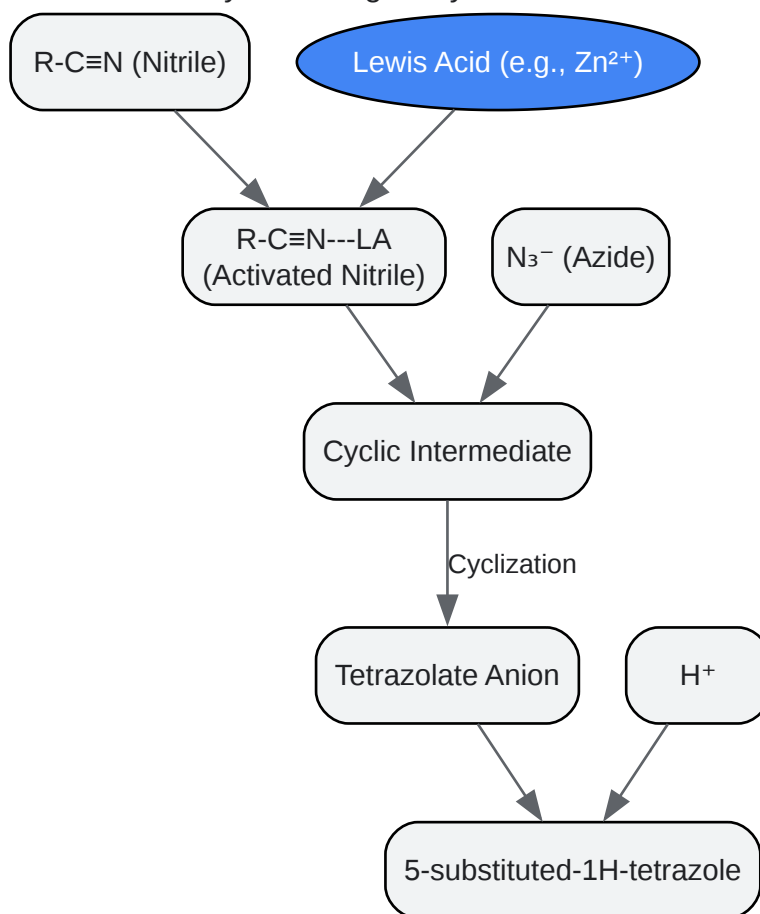 R-C≡N (Nitrile)
Lewis Acid (e.g., Zn²⁺)
R-C≡N---LA
(Activated Nitrile)
N₃⁻ (Azide)
Cyclic Intermediate
Cyclization
Tetrazolate Anion
H⁺
5-substituted-1H-tetrazole